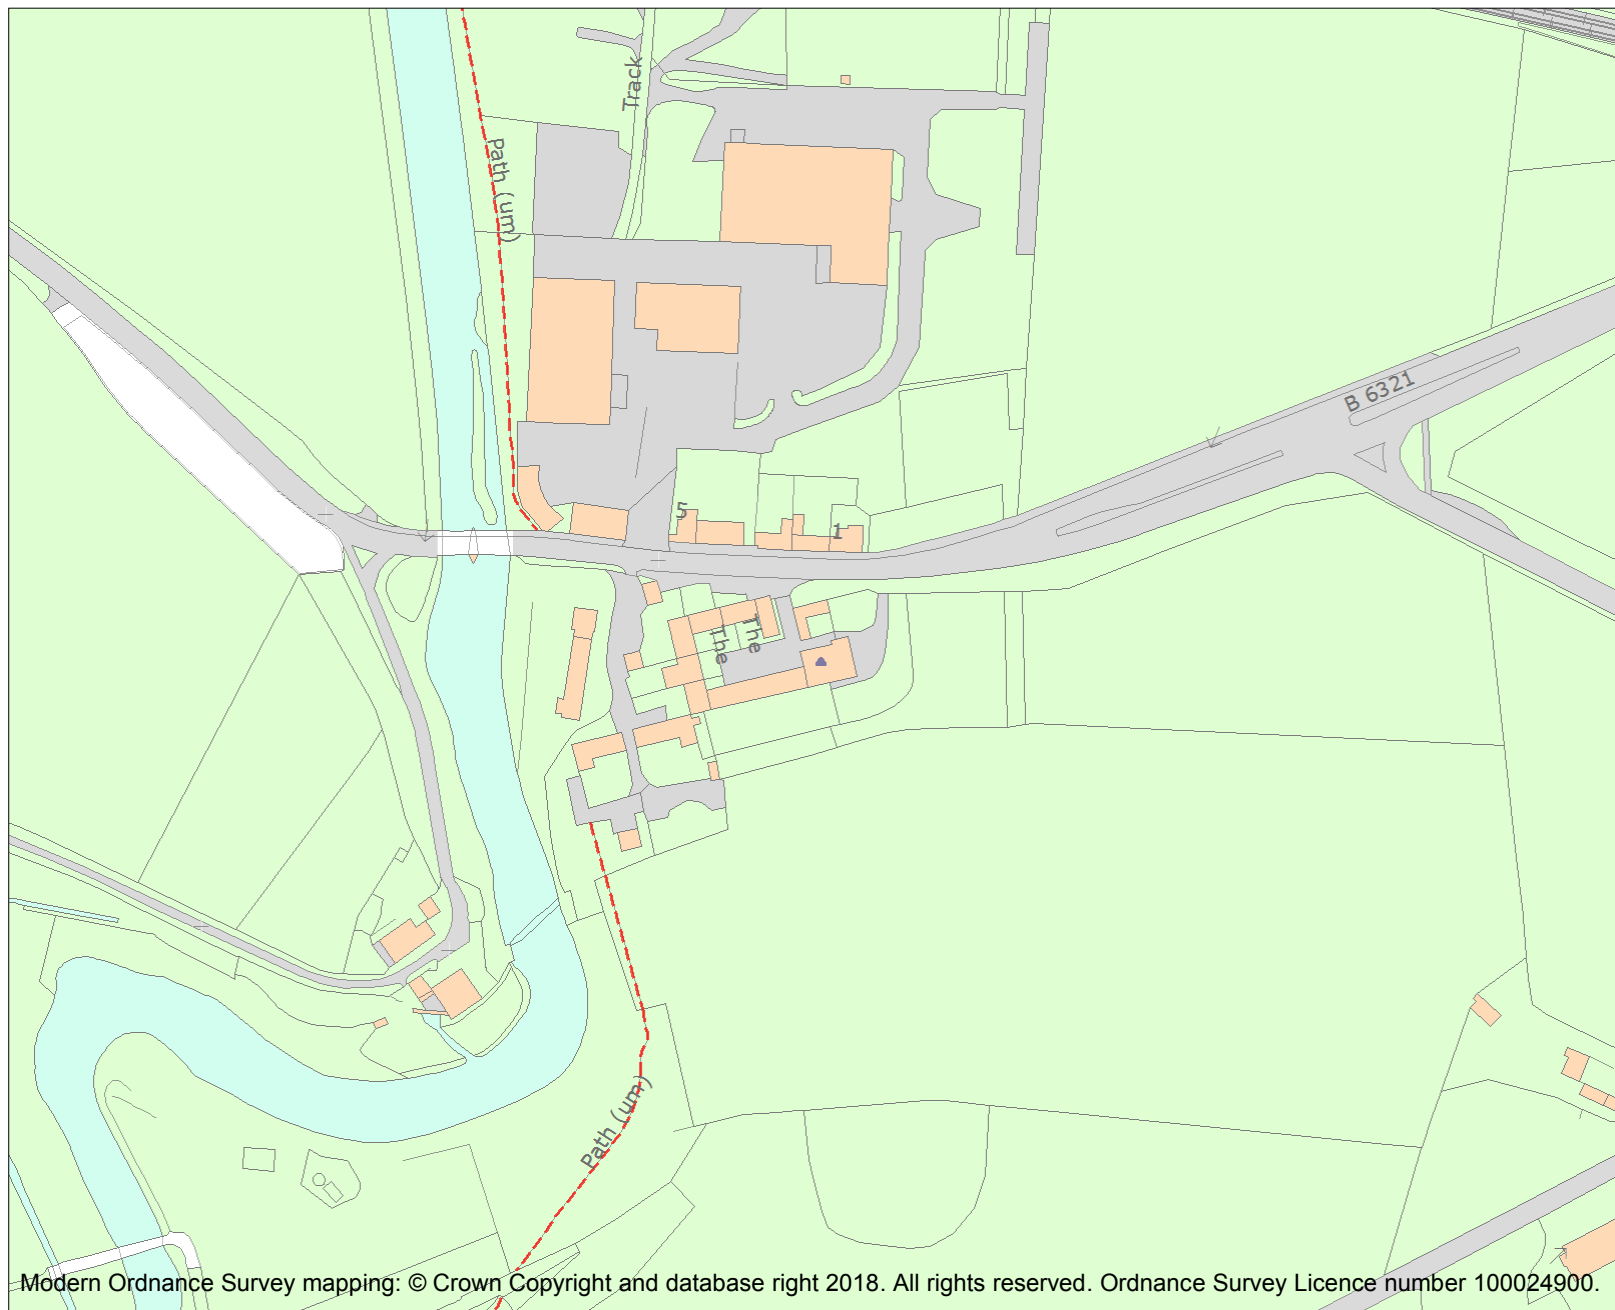 Track
Path (um)
B 6321
5
1
The
The
Path (um)
Modern Ordnance Survey mapping: © Crown Copyright and database right 2018. All rights reserved. Ordnance Survey Licence number 100024900.